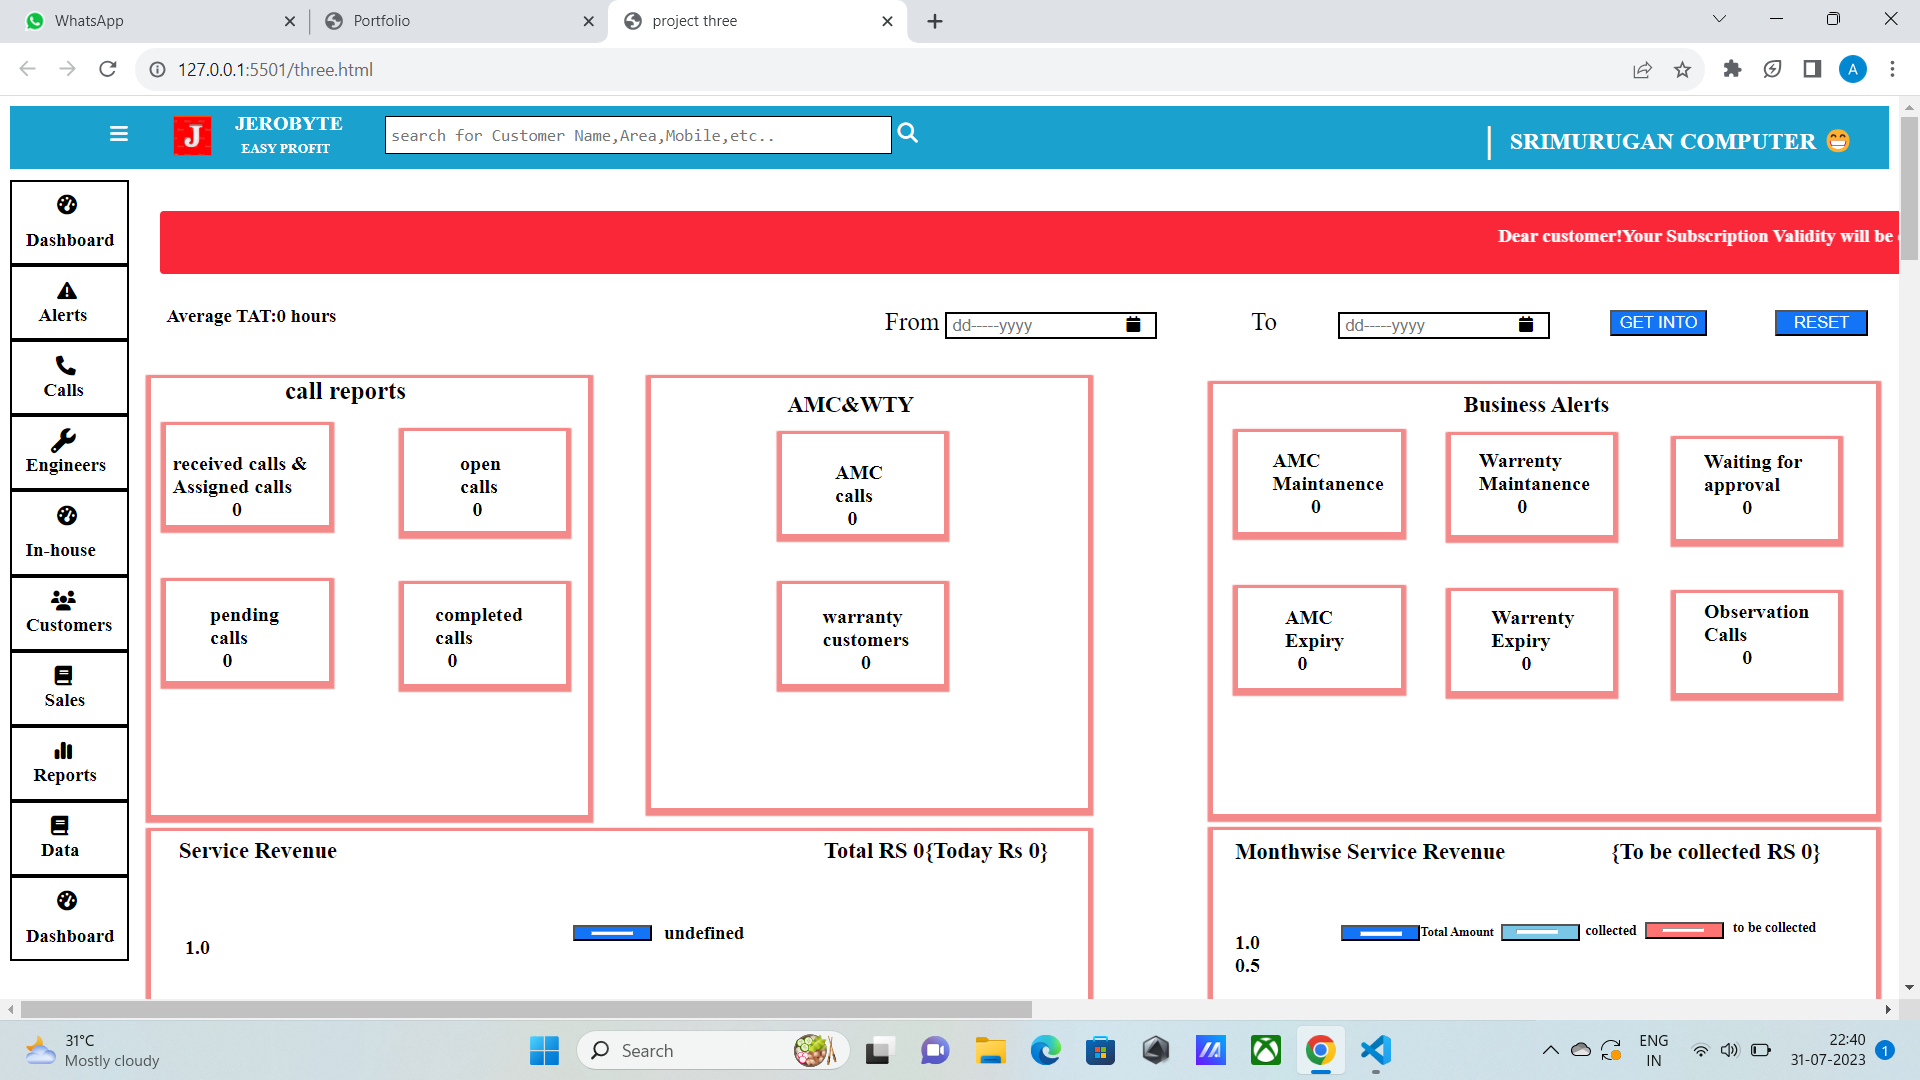 WhatsApp
Portfolio
project three
127.0.0.1:5501/three.html
A
J
JEROBYTE
EASY PROFIT
search for Customer Name,Area,Mobile,etc..
SRIMURUGAN COMPUTER 😁
Dashboard
Alerts
Calls
Engineers
In-house
Customers
Sales
Reports
Data
Dashboard
Dear customer!Your Subscription Validity will be
Average TAT:0 hours
From
dd-----yyyy
To
dd-----yyyy
GET INTO
RESET
call reports
received calls &
Assigned calls
0
open
calls
0
pending
calls
0
completed
calls
0
AMC&WTY
AMC
calls
0
warranty
customers
0
Business Alerts
AMC
Maintanence
0
Warrenty
Maintanence
0
Waiting for
approval
0
AMC
Expiry
0
Warrenty
Expiry
0
Observation
Calls
0
Service Revenue
Total RS 0{Today Rs 0}
undefined
1.0
Monthwise Service Revenue
{To be collected RS 0}
Total Amount
collected
to be collected
1.0
0.5
31°C
Mostly cloudy
Search
ENG
IN
22:40
31-07-2023
1